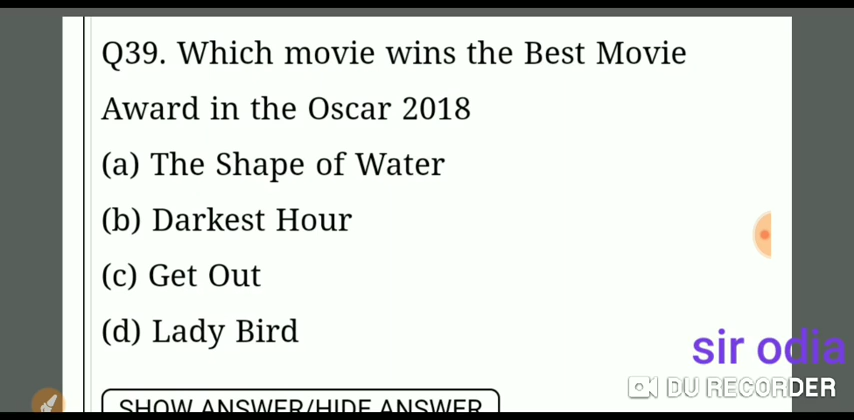 Q39. Which movie wins the Best Movie
Award in the Oscar 2018
(a) The Shape of Water
(b) Darkest Hour
(c) Get Out
(d) Lady Bird
sir odia
DU RECORDER
SHOW ANSWER/HIDE ANSWER